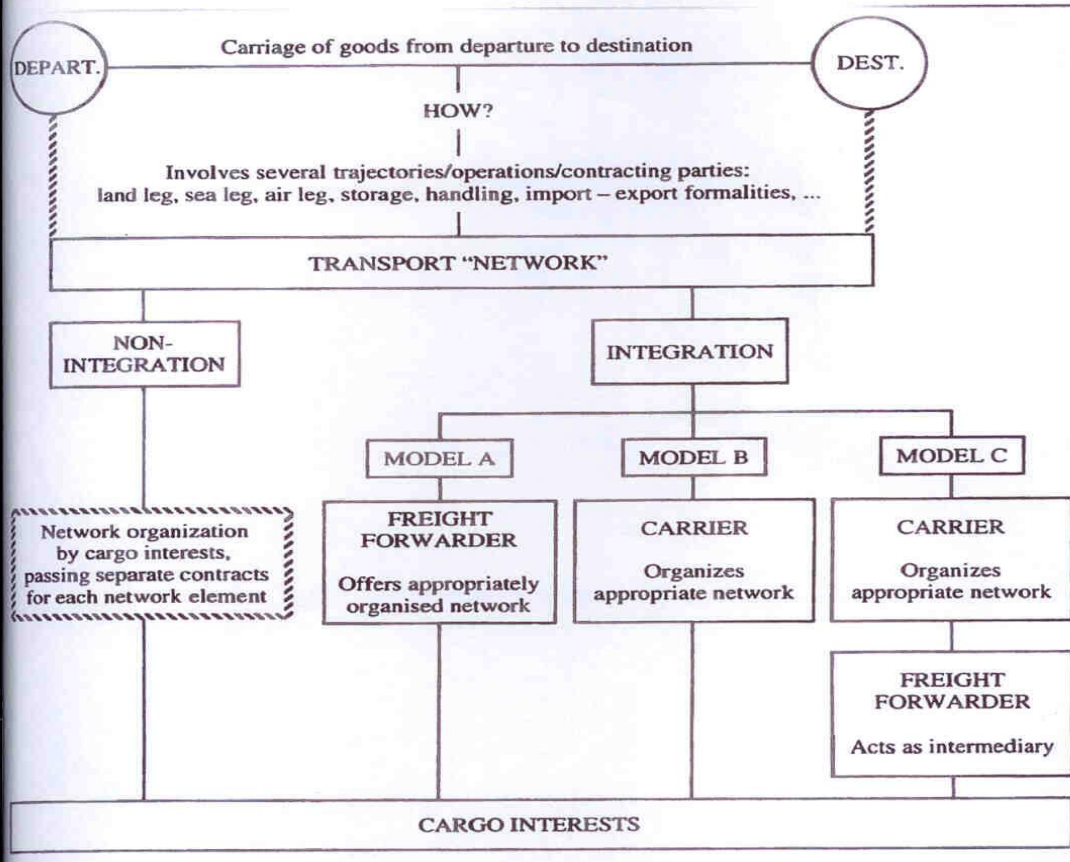 Carriage of goods from departure to destination
DEPART.
DEST.
HOW?
Involves several trajectories/operations/contracting parties:
land leg, sea leg, air leg, storage, handling, import – export formalities, ...
TRANSPORT “NETWORK”
NON-
INTEGRATION
INTEGRATION
MODEL A
MODEL B
MODEL C
Network organization
by cargo interests,
passing separate contracts
for each network element
FREIGHT
FORWARDER
Offers appropriately
organised network
CARRIER
Organizes
appropriate network
CARRIER
Organizes
appropriate network
FREIGHT
FORWARDER
Acts as intermediary
CARGO INTERESTS